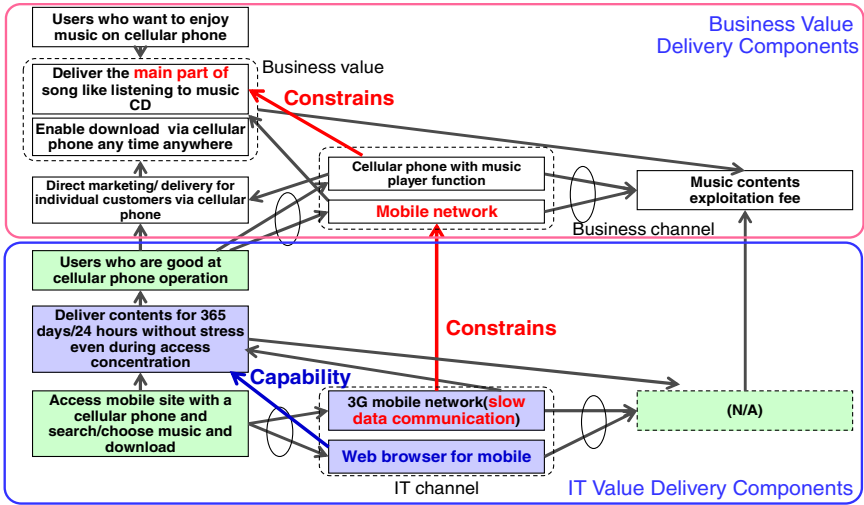 Users who want to enjoy
music on cellular phone
Business Value
Delivery Components
Deliver the main part of
song like listening to music
CD
Business value
Constrains
Enable download via cellular
phone any time anywhere
Cellular phone with music
player function
Direct marketing/ delivery for
individual customers via cellular
phone
Music contents
exploitation fee
Mobile network
Business channel
Users who are good at
cellular phone operation
Deliver contents for 365
days/24 hours without stress
even during access
concentration
Constrains
Capability
Access mobile site with a
cellular phone and
search/choose music and
download
3G mobile network(slow
data communication)
(N/A)
Web browser for mobile
IT channel
IT Value Delivery Components